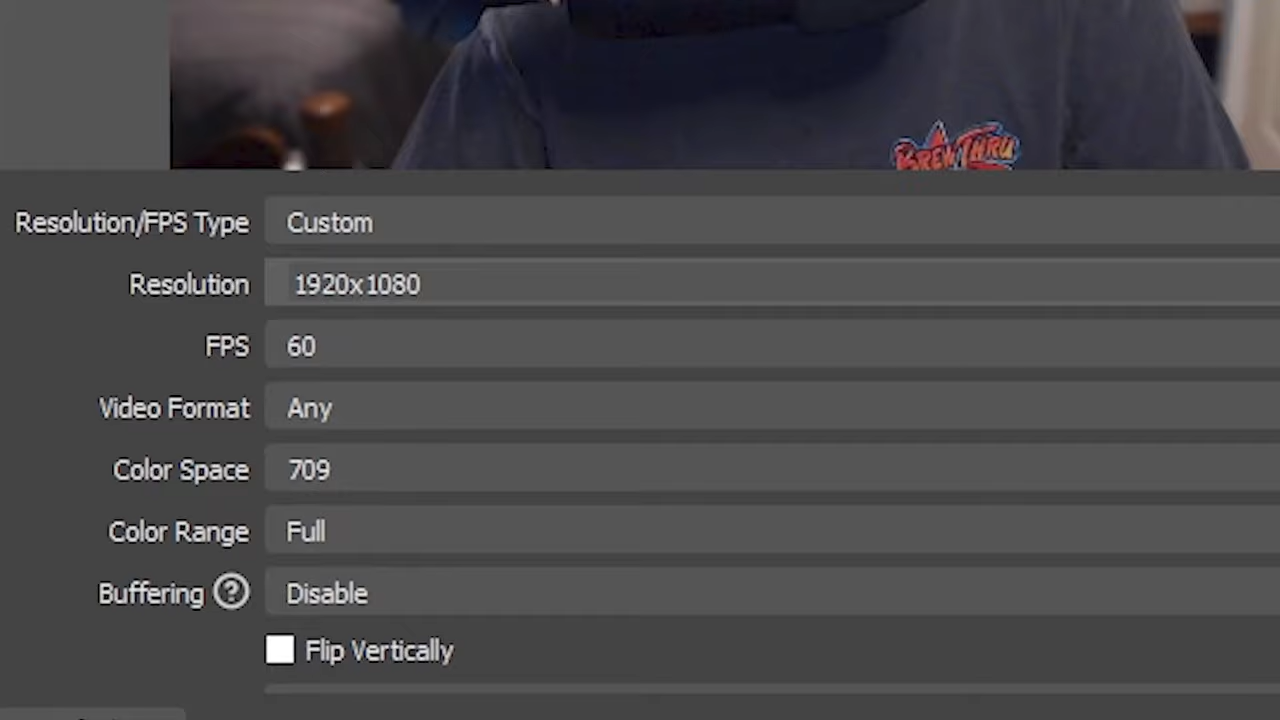 BREW THRU
Resolution/FPS Type Custom
Resolution 1920x1080
FPS 60
Video Format Any
Color Space 709
Color Range Full
Buffering ? Disable
Flip Vertically